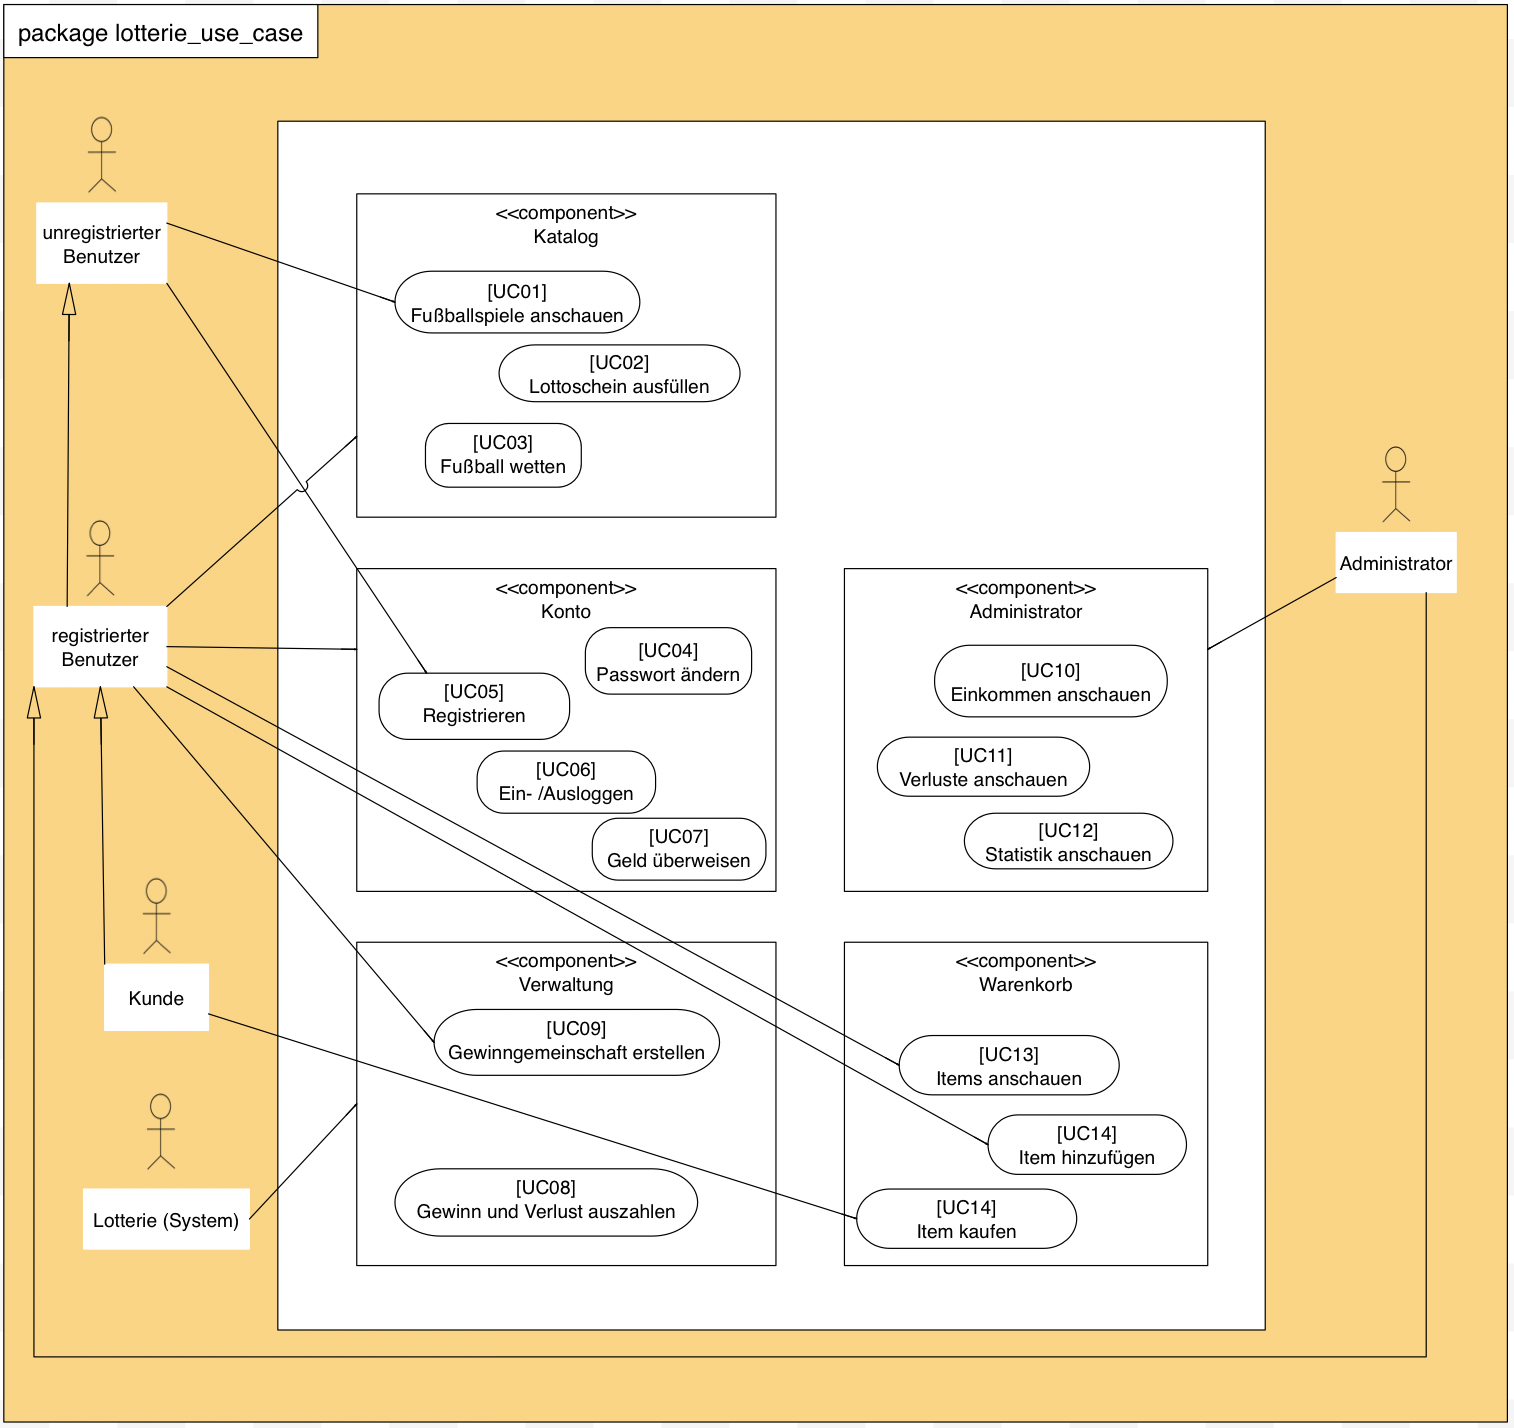 package lotterie_use_case
unregistrierter
Benutzer
<<component>>
Katalog
[UC01]
Fußballspiele anschauen
[UC02]
Lottoschein ausfüllen
[UC03]
Fußball wetten
registrierter
Benutzer
<<component>>
Konto
[UC04]
Passwort ändern
[UC05]
Registrieren
[UC06]
Ein- /Ausloggen
[UC07]
Geld überweisen
Administrator
<<component>>
Administrator
[UC10]
Einkommen anschauen
[UC11]
Verluste anschauen
[UC12]
Statistik anschauen
Kunde
<<component>>
Verwaltung
[UC09]
Gewinngemeinschaft erstellen
[UC08]
Gewinn und Verlust auszahlen
Lotterie (System)
<<component>>
Warenkorb
[UC13]
Items anschauen
[UC14]
Item hinzufügen
[UC14]
Item kaufen